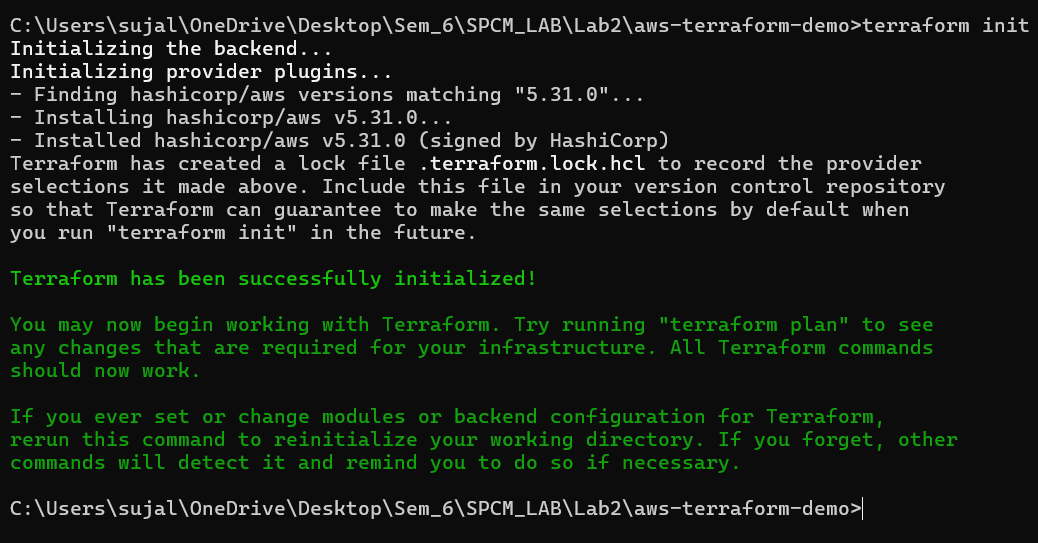 C:\Users\sujal\OneDrive\Desktop\Sem_6\SPCM_LAB\Lab2\aws-terraform-demo>terraform init
Initializing the backend...
Initializing provider plugins...
- Finding hashicorp/aws versions matching "5.31.0"...
- Installing hashicorp/aws v5.31.0...
- Installed hashicorp/aws v5.31.0 (signed by HashiCorp)
Terraform has created a lock file .terraform.lock.hcl to record the provider
selections it made above. Include this file in your version control repository
so that Terraform can guarantee to make the same selections by default when
you run "terraform init" in the future.

Terraform has been successfully initialized!

You may now begin working with Terraform. Try running "terraform plan" to see
any changes that are required for your infrastructure. All Terraform commands
should now work.

If you ever set or change modules or backend configuration for Terraform,
rerun this command to reinitialize your working directory. If you forget, other
commands will detect it and remind you to do so if necessary.

C:\Users\sujal\OneDrive\Desktop\Sem_6\SPCM_LAB\Lab2\aws-terraform-demo>